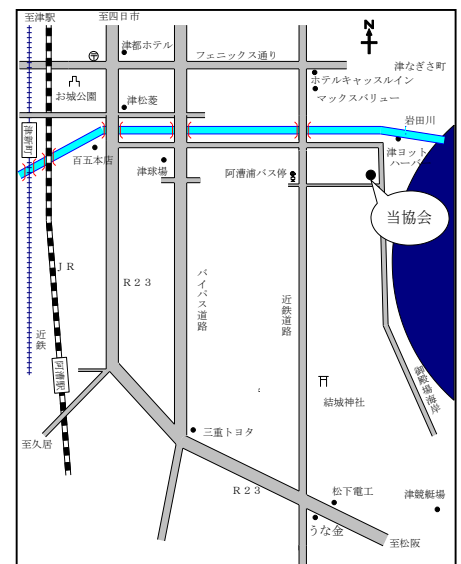 至津駅
至四日市
N
津都ホテル
フェニックス通り
津なぎさ町
お城公園
ホテルキャッスルイン
津松菱
マックスバリュー
岩田川
津新町
百五本店
津球場
阿漕浦バス停
津ヨット
ハーバー
当協会
JR
R23
バイパス道路
近鉄道路
近鉄
阿漕駅
御殿場海岸
結城神社
至久居
三重トヨタ
R23
松下電工
津競艇場
うな金
至松阪